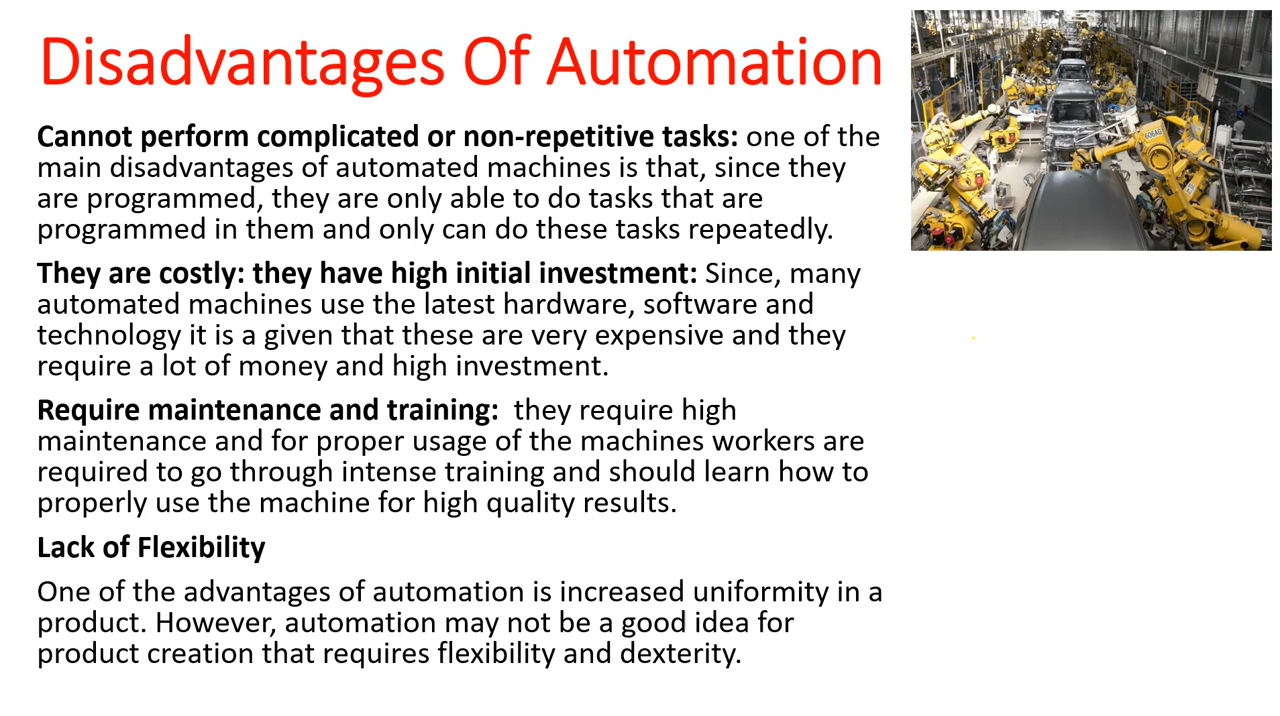 Disadvantages Of Automation
Cannot perform complicated or non-repetitive tasks: one of the
main disadvantages of automated machines is that, since they
are programmed, they are only able to do tasks that are
programmed in them and only can do these tasks repeatedly.
They are costly: they have high initial investment: Since, many
automated machines use the latest hardware, software and
technology it is a given that these are very expensive and they
require a lot of money and high investment.
Require maintenance and training:  they require high
maintenance and for proper usage of the machines workers are
required to go through intense training and should learn how to
properly use the machine for high quality results.
Lack of Flexibility
One of the advantages of automation is increased uniformity in a
product. However, automation may not be a good idea for
product creation that requires flexibility and dexterity.